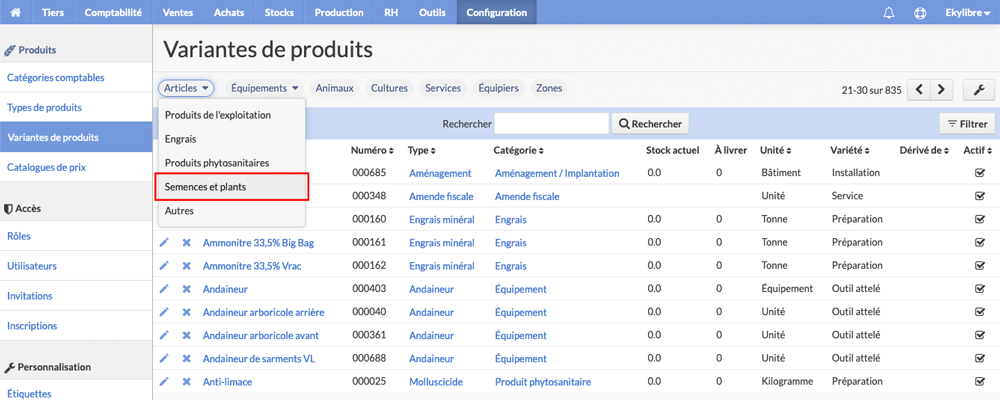 Tiers Comptabilité Ventes Achats Stocks Production RH Outils Configuration Ekylibre
Produits
Catégories comptables
Types de produits
Variantes de produits
Catalogues de prix
Accès
Rôles
Utilisateurs
Invitations
Inscriptions
Personnalisation
Étiquettes
Variantes de produits
Articles Équipements Animaux Cultures Services Équipiers Zones 21-30 sur 835
Produits de l'exploitation
Engrais
Produits phytosanitaires
Semences et plants
Autres
Rechercher Rechercher Filtrer
Numéro Type Catégorie Stock actuel À livrer Unité Variété Dérivé de Actif
000685 Aménagement Aménagement / Implantation 0.0 0 Bâtiment Installation
000348 Amende fiscale Amende fiscale Unité Service
000160 Engrais minéral Engrais 0.0 0 Tonne Préparation
Ammonitre 33,5% Big Bag 000161 Engrais minéral Engrais 0.0 0 Tonne Préparation
Ammonitre 33,5% Vrac 000162 Engrais minéral Engrais 0.0 0 Tonne Préparation
Andaineur 000403 Andaineur Équipement 0.0 0 Équipement Outil attelé
Andaineur arboricole arrière 000040 Andaineur Équipement 0.0 0 Unité Outil attelé
Andaineur arboricole avant 000361 Andaineur Équipement 0.0 0 Unité Outil attelé
Andaineur de sarments VL 000688 Andaineur Équipement 0.0 0 Unité Outil attelé
Anti-limace 000025 Molluscicide Produit phytosanitaire 0.0 0 Kilogramme Préparation